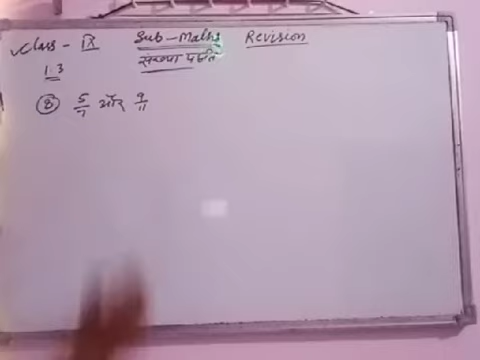 Class - IX Sub - Maths Revision
1.3 संख्या पद्धति
8 5/7 और 9/11